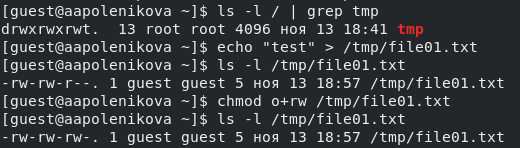 [guest@aapolenikova ~]$ ls -l / | grep tmp
drwxrwxrwt.  13 root root 4096 ноя 13 18:41 tmp
[guest@aapolenikova ~]$ echo "test" > /tmp/file01.txt
[guest@aapolenikova ~]$ ls -l /tmp/file01.txt
-rw-rw-r--. 1 guest guest 5 ноя 13 18:57 /tmp/file01.txt
[guest@aapolenikova ~]$ chmod o+rw /tmp/file01.txt
[guest@aapolenikova ~]$ ls -l /tmp/file01.txt
-rw-rw-rw-. 1 guest guest 5 ноя 13 18:57 /tmp/file01.txt